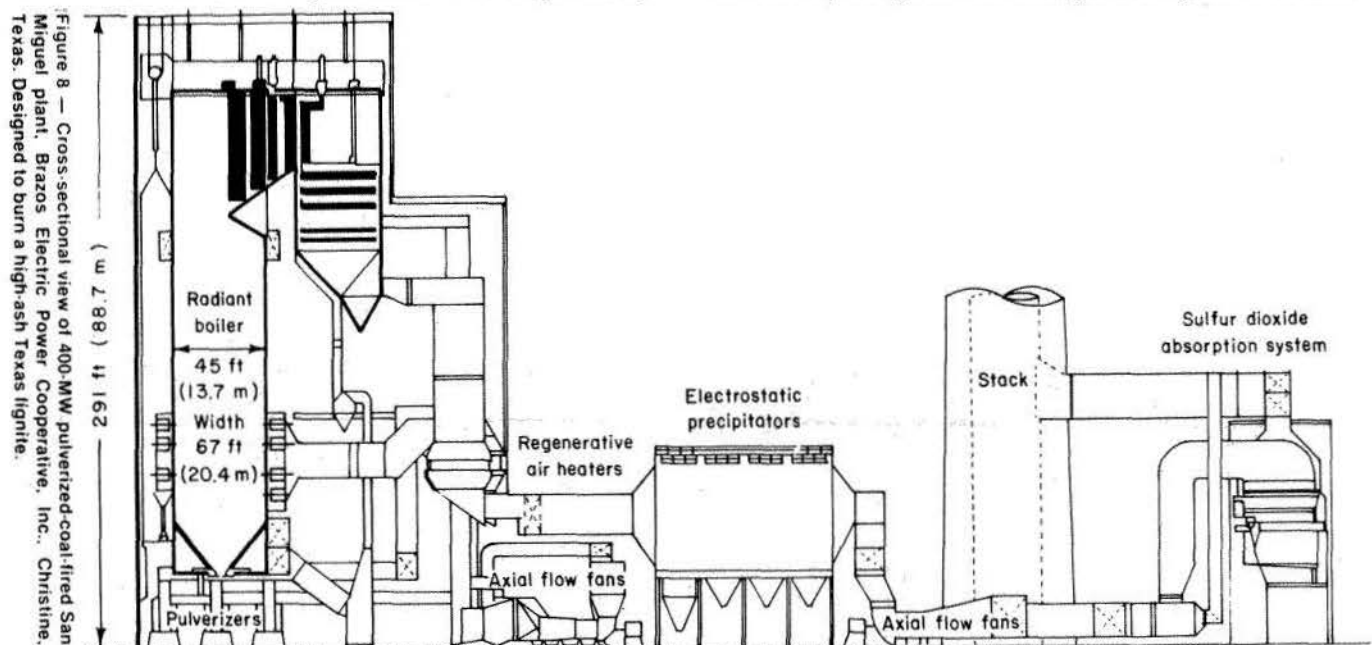 Figure 8 — Cross-sectional view of 400-MW pulverized-coal-fired San
Miguel plant, Brazos Electric Power Cooperative, Inc., Christine,
Texas. Designed to burn a high-ash Texas lignite.
291 ft (88.7 m)
Radiant
boiler
45 ft
(13.7 m)
Width
67 ft
(20.4 m)
Pulverizers
Regenerative
air heaters
Axial flow fans
Electrostatic
precipitators
Stack
Axial flow fans
Sulfur dioxide
absorption system